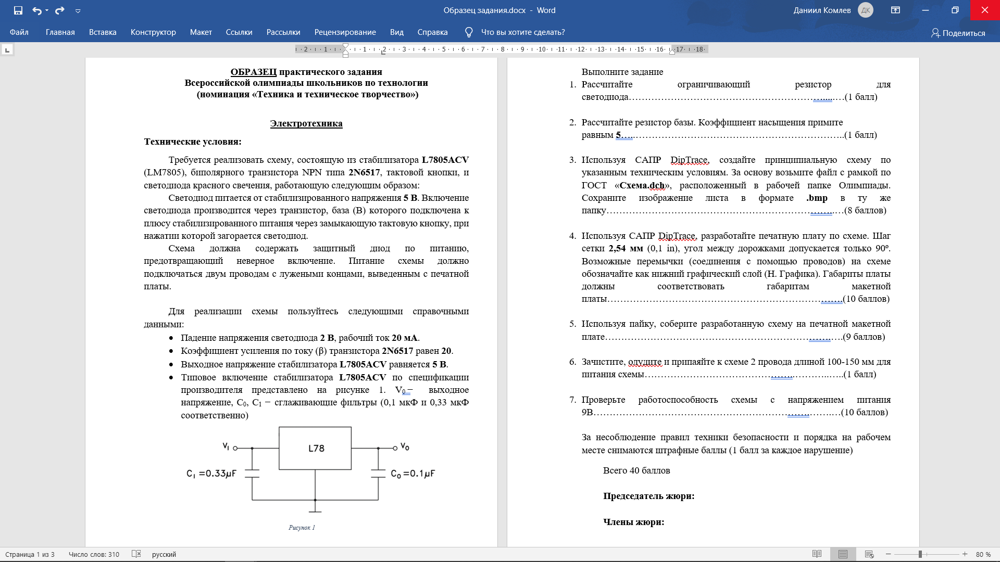 Образец задания.docx - Word
Даниил Комлев
ДК
Файл Главная Вставка Конструктор Макет Ссылки Рассылки Рецензирование Вид Справка Что вы хотите сделать? Поделиться
2 1 1 2 3 4 5 6 7 8 9 10 11 12 13 14 15 16 17 18
ОБРАЗЕЦ практического задания
Всероссийской олимпиады школьников по технологии
(номинация «Техника и техническое творчество»)
Электротехника
Технические условия:
Требуется реализовать схему, состоящую из стабилизатора L7805ACV
(LM7805), биполярного транзистора NPN типа 2N6517, тактовой кнопки, и
светодиода красного свечения, работающую следующим образом:
Светодиод питается от стабилизированного напряжения 5 В. Включение
светодиода производится через транзистор, база (B) которого подключена к
плюсу стабилизированного питания через замыкающую тактовую кнопку, при
нажатии которой загорается светодиод.
Схема должна содержать защитный диод по питанию,
предотвращающий неверное включение. Питание схемы должно
подключаться двум проводам с лужеными концами, выведенным с печатной
платы.
Для реализации схемы пользуйтесь следующими справочными
данными:
• Падение напряжения светодиода 2 В, рабочий ток 20 мА.
• Коэффициент усиления по току (β) транзистора 2N6517 равен 20.
• Выходное напряжение стабилизатора L7805ACV равняется 5 В.
• Типовое включение стабилизатора L7805ACV по спецификации
производителя представлено на рисунке 1. V0 − выходное
напряжение, C0, C1 − сглаживающие фильтры (0,1 мкФ и 0,33 мкФ
соответственно)
VI L78 VO
CI =0.33µF CO =0.1µF
Рисунок 1
Выполните задание
1. Рассчитайте ограничивающий резистор для
светодиода…………………………………………………….....…(1 балл)
2. Рассчитайте резистор базы. Коэффициент насыщения примите
равным 5….…………………………………………………………..(1 балл)
3. Используя САПР DipTrace, создайте принципиальную схему по
указанным техническим условиям. За основу возьмите файл с рамкой по
ГОСТ «Схема.dch», расположенный в рабочей папке Олимпиады.
Сохраните изображение листа в формате .bmp в ту же
папку……………………………………………………….…….…(8 баллов)
4. Используя САПР DipTrace, разработайте печатную плату по схеме. Шаг
сетки 2,54 мм (0,1 in), угол между дорожками допускается только 90º.
Возможные перемычки (соединения с помощью проводов) на схеме
обозначайте как нижний графический слой (Н. Графика). Габариты платы
должны соответствовать габаритам макетной
платы………………………………………………………….…….(10 баллов)
5. Используя пайку, соберите разработанную схему на печатной макетной
плате……………………………………………………….…….….(9 баллов)
6. Зачистите, олудите и припаяйте к схеме 2 провода длиной 100-150 мм для
питания схемы………………………………….…….………..…..(1 балл)
7. Проверьте работоспособность схемы с напряжением питания
9В…………………………………………………….…….…….…(10 баллов)
За несоблюдение правил техники безопасности и порядка на рабочем
месте снимаются штрафные баллы (1 балл за каждое нарушение)
Всего 40 баллов
Председатель жюри:
Члены жюри:
Страница 1 из 3 Число слов: 310 русский 80 %